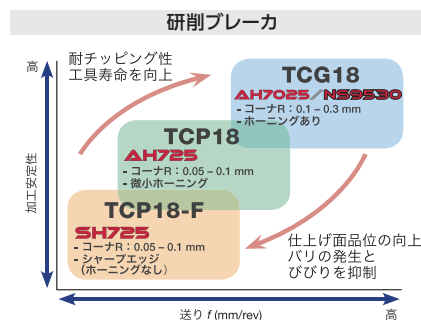 研削ブレーカ
高
耐チッピング性
工具寿命を向上
TCG18
AH7025/NS9530
- コーナR：0.1 – 0.3 mm
- ホーニングあり
TCP18
AH725
- コーナR：0.05 – 0.1 mm
- 微小ホーニング
加工安定性
TCP18-F
SH725
- コーナR：0.05 – 0.1 mm
- シャープエッジ
（ホーニングなし）
仕上げ面品位の向上
バリの発生と
びびりを抑制
送り f (mm/rev)
高